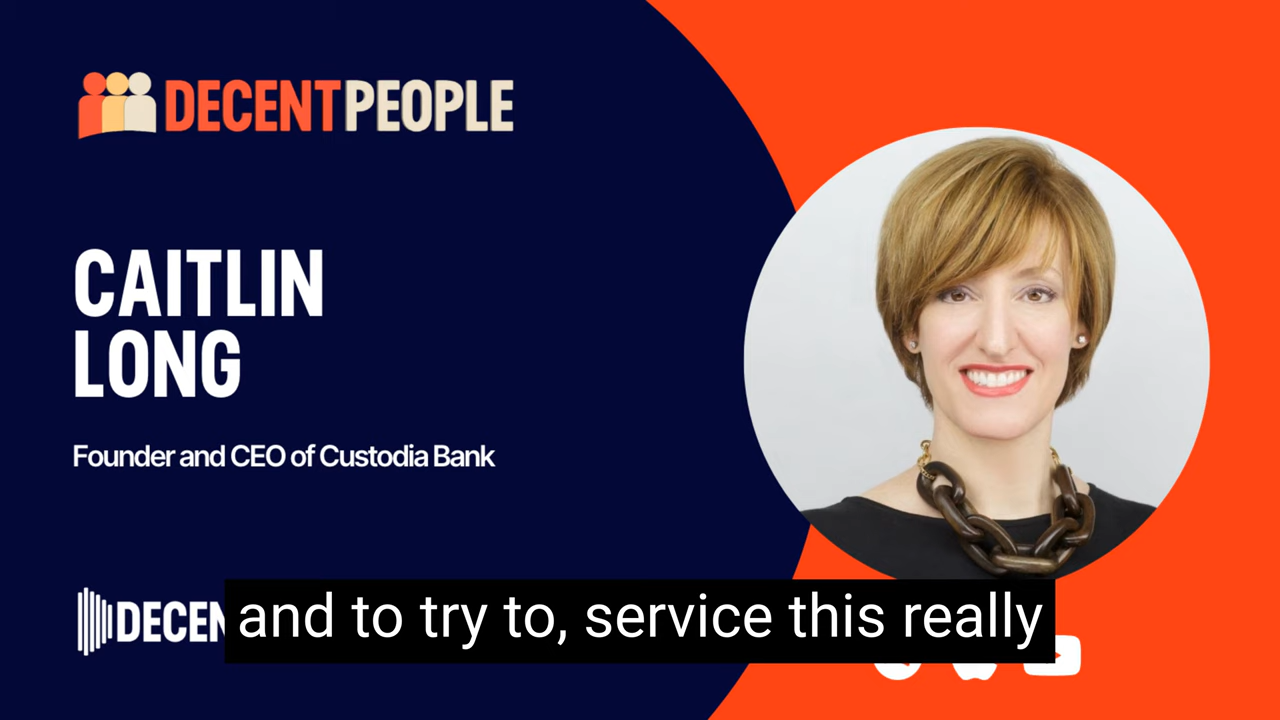 DECENTPEOPLE
CAITLIN
LONG
Founder and CEO of Custodia Bank
DECEN
and to try to, service this really